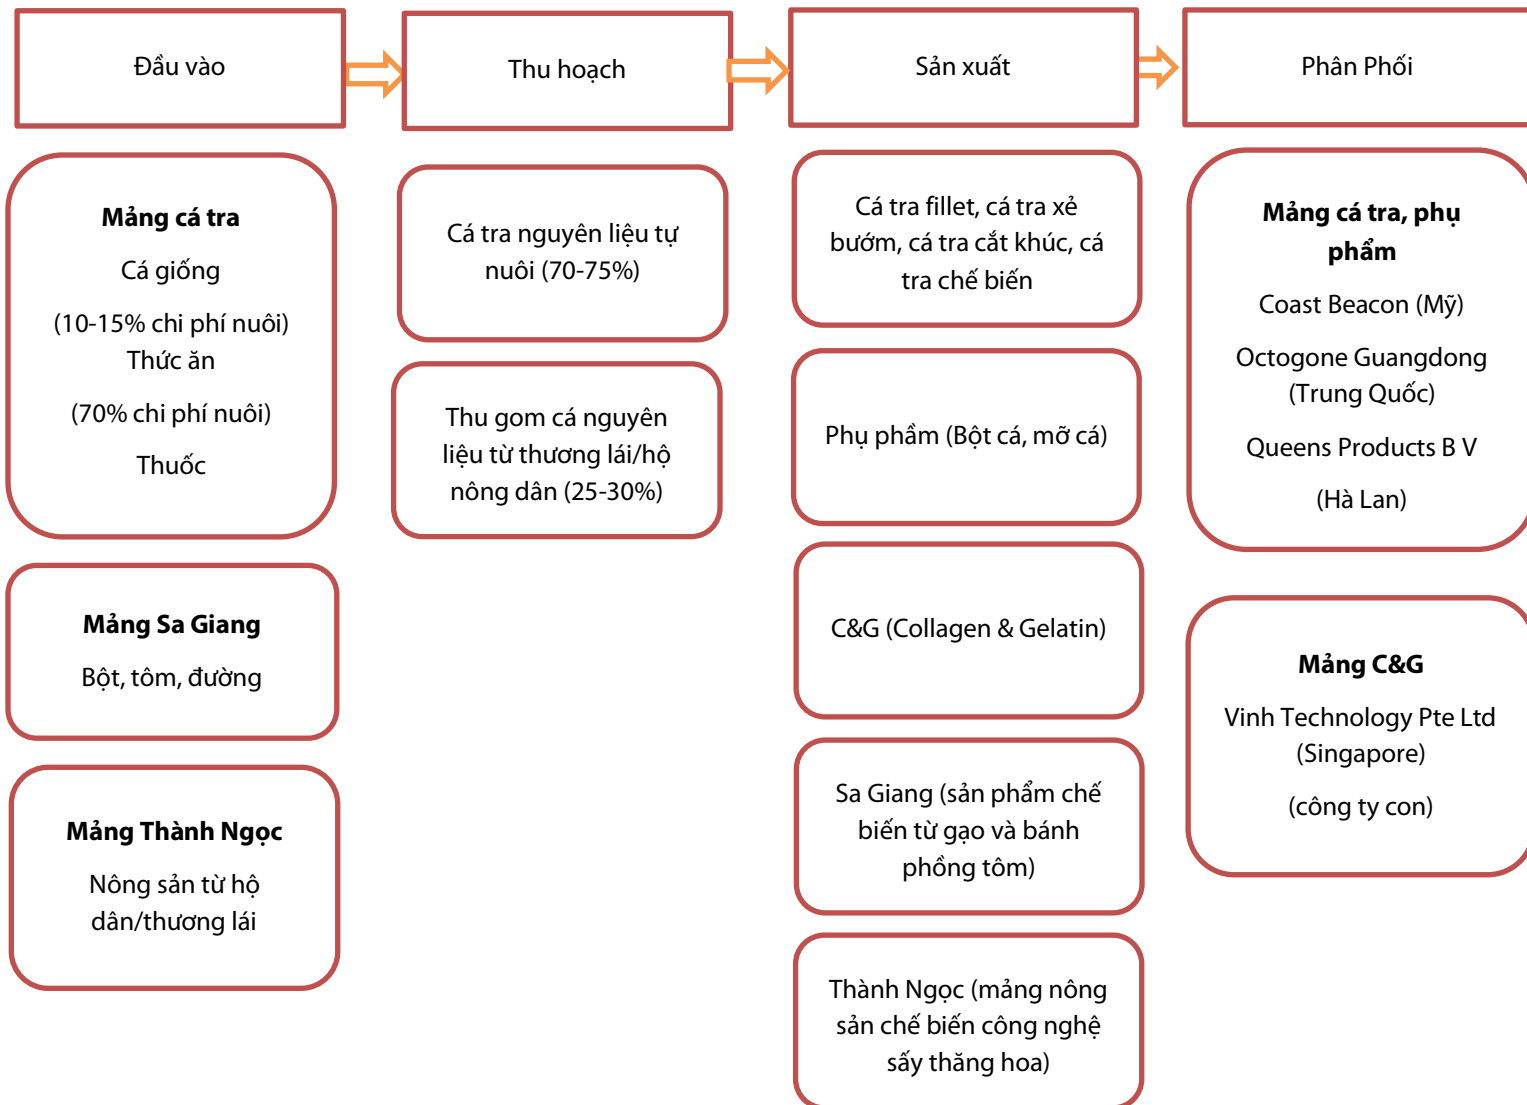 Đầu vào
Thu hoạch
Sản xuất
Phân Phối
Mảng cá tra
Cá giống
(10-15% chi phí nuôi)
Thức ăn
(70% chi phí nuôi)
Thuốc
Mảng Sa Giang
Bột, tôm, đường
Mảng Thành Ngọc
Nông sản từ hộ
dân/thương lái
Cá tra nguyên liệu tự
nuôi (70-75%)
Thu gom cá nguyên
liệu từ thương lái/hộ
nông dân (25-30%)
Cá tra fillet, cá tra xẻ
bướm, cá tra cắt khúc, cá
tra chế biến
Phụ phầm (Bột cá, mỡ cá)
C&G (Collagen & Gelatin)
Sa Giang (sản phẩm chế
biến từ gạo và bánh
phồng tôm)
Thành Ngọc (mảng nông
sản chế biến công nghệ
sấy thăng hoa)
Mảng cá tra, phụ
phẩm
Coast Beacon (Mỹ)
Octogone Guangdong
(Trung Quốc)
Queens Products B V
(Hà Lan)
Mảng C&G
Vinh Technology Pte Ltd
(Singapore)
(công ty con)